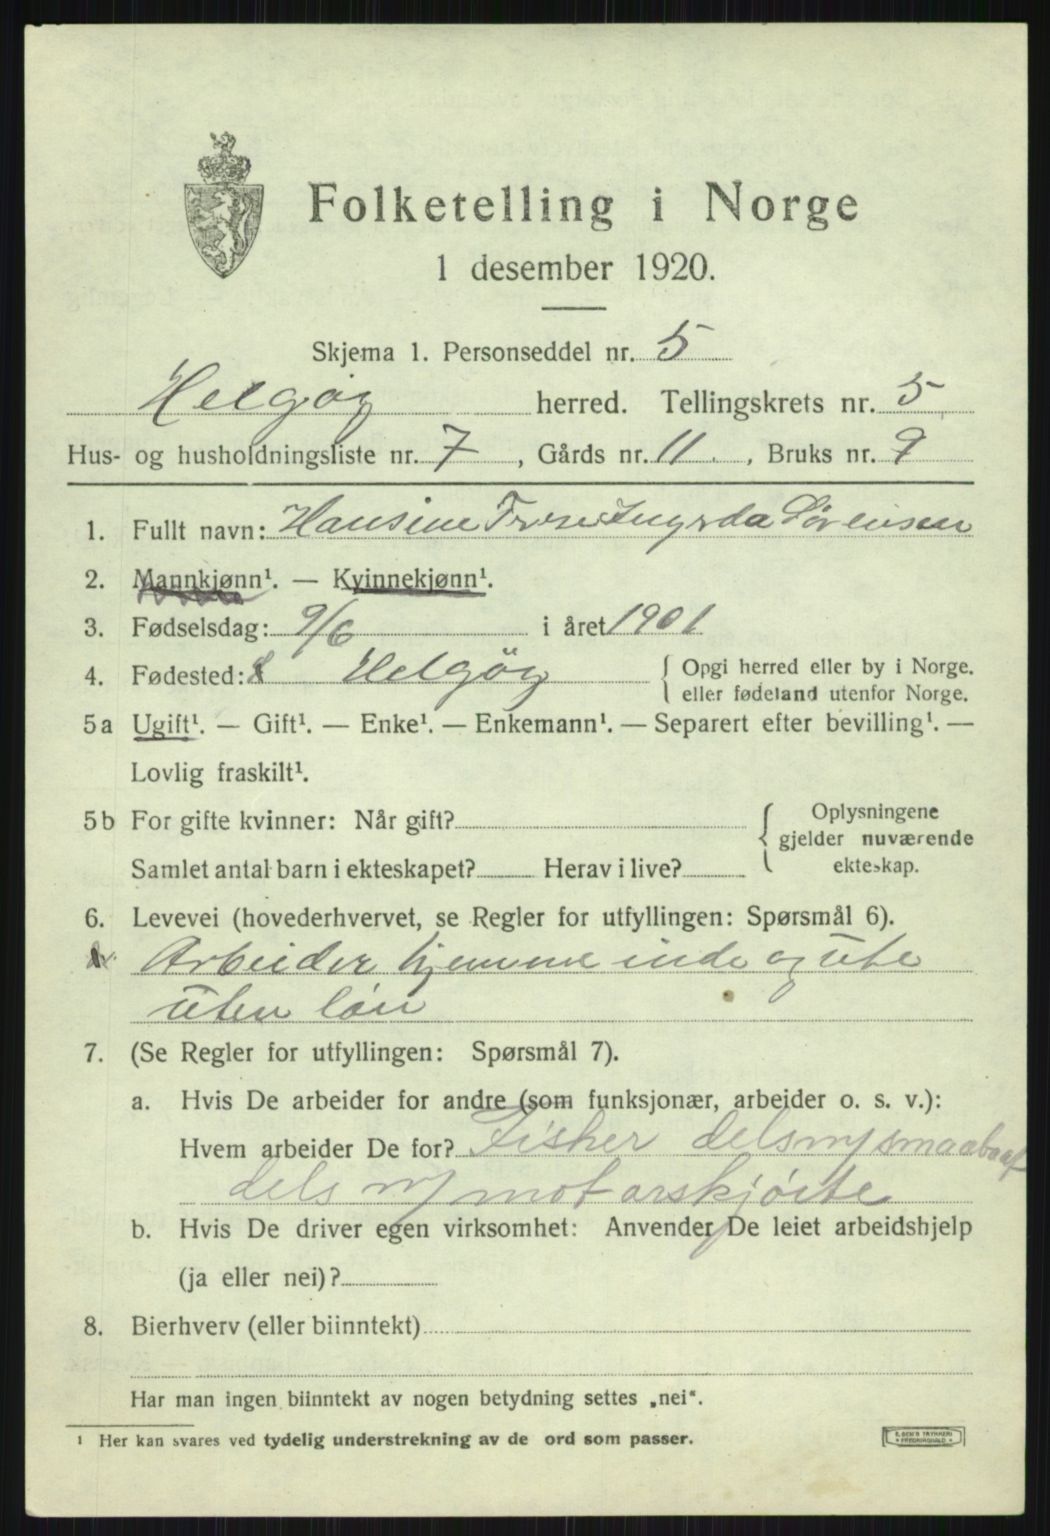 Folketelling i Norge
1 desember 1920.
Skjema 1. Personseddel nr. 5
Helgøy herred. Tellingskrets nr. 5
Hus- og husholdningsliste nr. 7, Gårds nr. 11, Bruks nr. 9
1. Fullt navn: Hansine Sørensen
2. Mannkjønn¹. — Kvinnekjønn¹.
3. Fødselsdag: 9/6 i året 1901
4. Fødested: Helgöy { Opgi herred eller by i Norge.
eller fødeland utenfor Norge.
5a Ugift¹. — Gift¹. — Enke¹. — Enkemann¹. — Separert efter bevilling¹. —
Lovlig fraskilt¹.
5b For gifte kvinner: Når gift? { Oplysningene
gjelder nuværende
Samlet antal barn i ekteskapet? Herav i live? ekteskap.
6. Levevei (hovederhvervet, se Regler for utfyllingen: Spørsmål 6).
Arbeider hjemme inde og ute
uten løn
7. (Se Regler for utfyllingen: Spørsmål 7).
a. Hvis De arbeider for andre (som funksjonær, arbeider o. s. v.):
Hvem arbeider De for? Fisker dels m/ smaabaat
dels m/ motorskjöite
b. Hvis De driver egen virksomhet: Anvender De leiet arbeidshjelp
(ja eller nei)?
8. Bierhverv (eller biinntekt)
Har man ingen biinntekt av nogen betydning settes „nei".
¹ Her kan svares ved tydelig understrekning av de ord som passer.